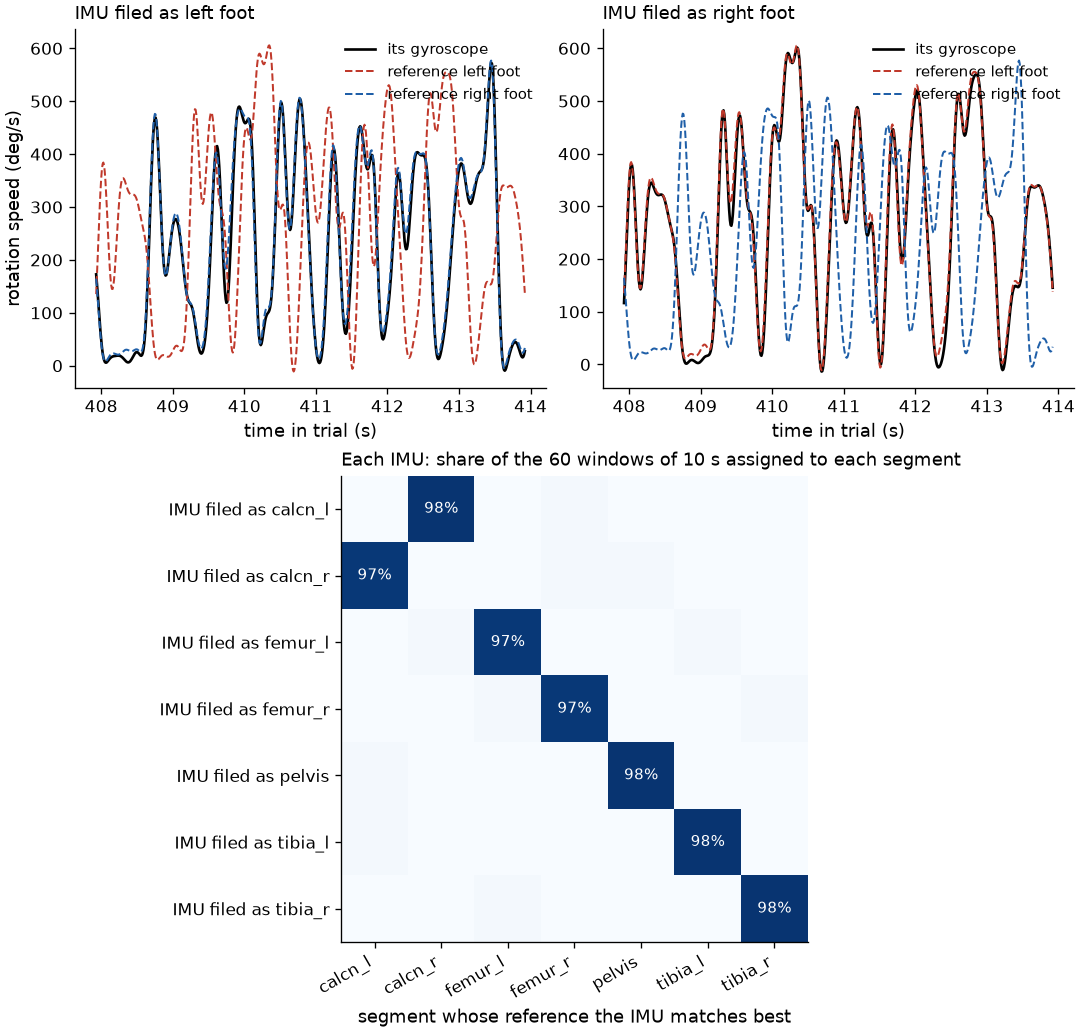 IMU filed as left foot
600
500
400
300
200
100
0
rotation speed (deg/s)
its gyroscope
reference left foot
reference right foot
408
409
410
411
412
413
414
time in trial (s)
IMU filed as right foot
600
500
400
300
200
100
0
its gyroscope
reference left foot
reference right foot
408
409
410
411
412
413
414
time in trial (s)
Each IMU: share of the 60 windows of 10 s assigned to each segment
IMU filed as calcn_l
98%
IMU filed as calcn_r
97%
IMU filed as femur_l
97%
IMU filed as femur_r
97%
IMU filed as pelvis
98%
IMU filed as tibia_l
98%
IMU filed as tibia_r
98%
calcn_l
calcn_r
femur_l
femur_r
pelvis
tibia_l
tibia_r
segment whose reference the IMU matches best